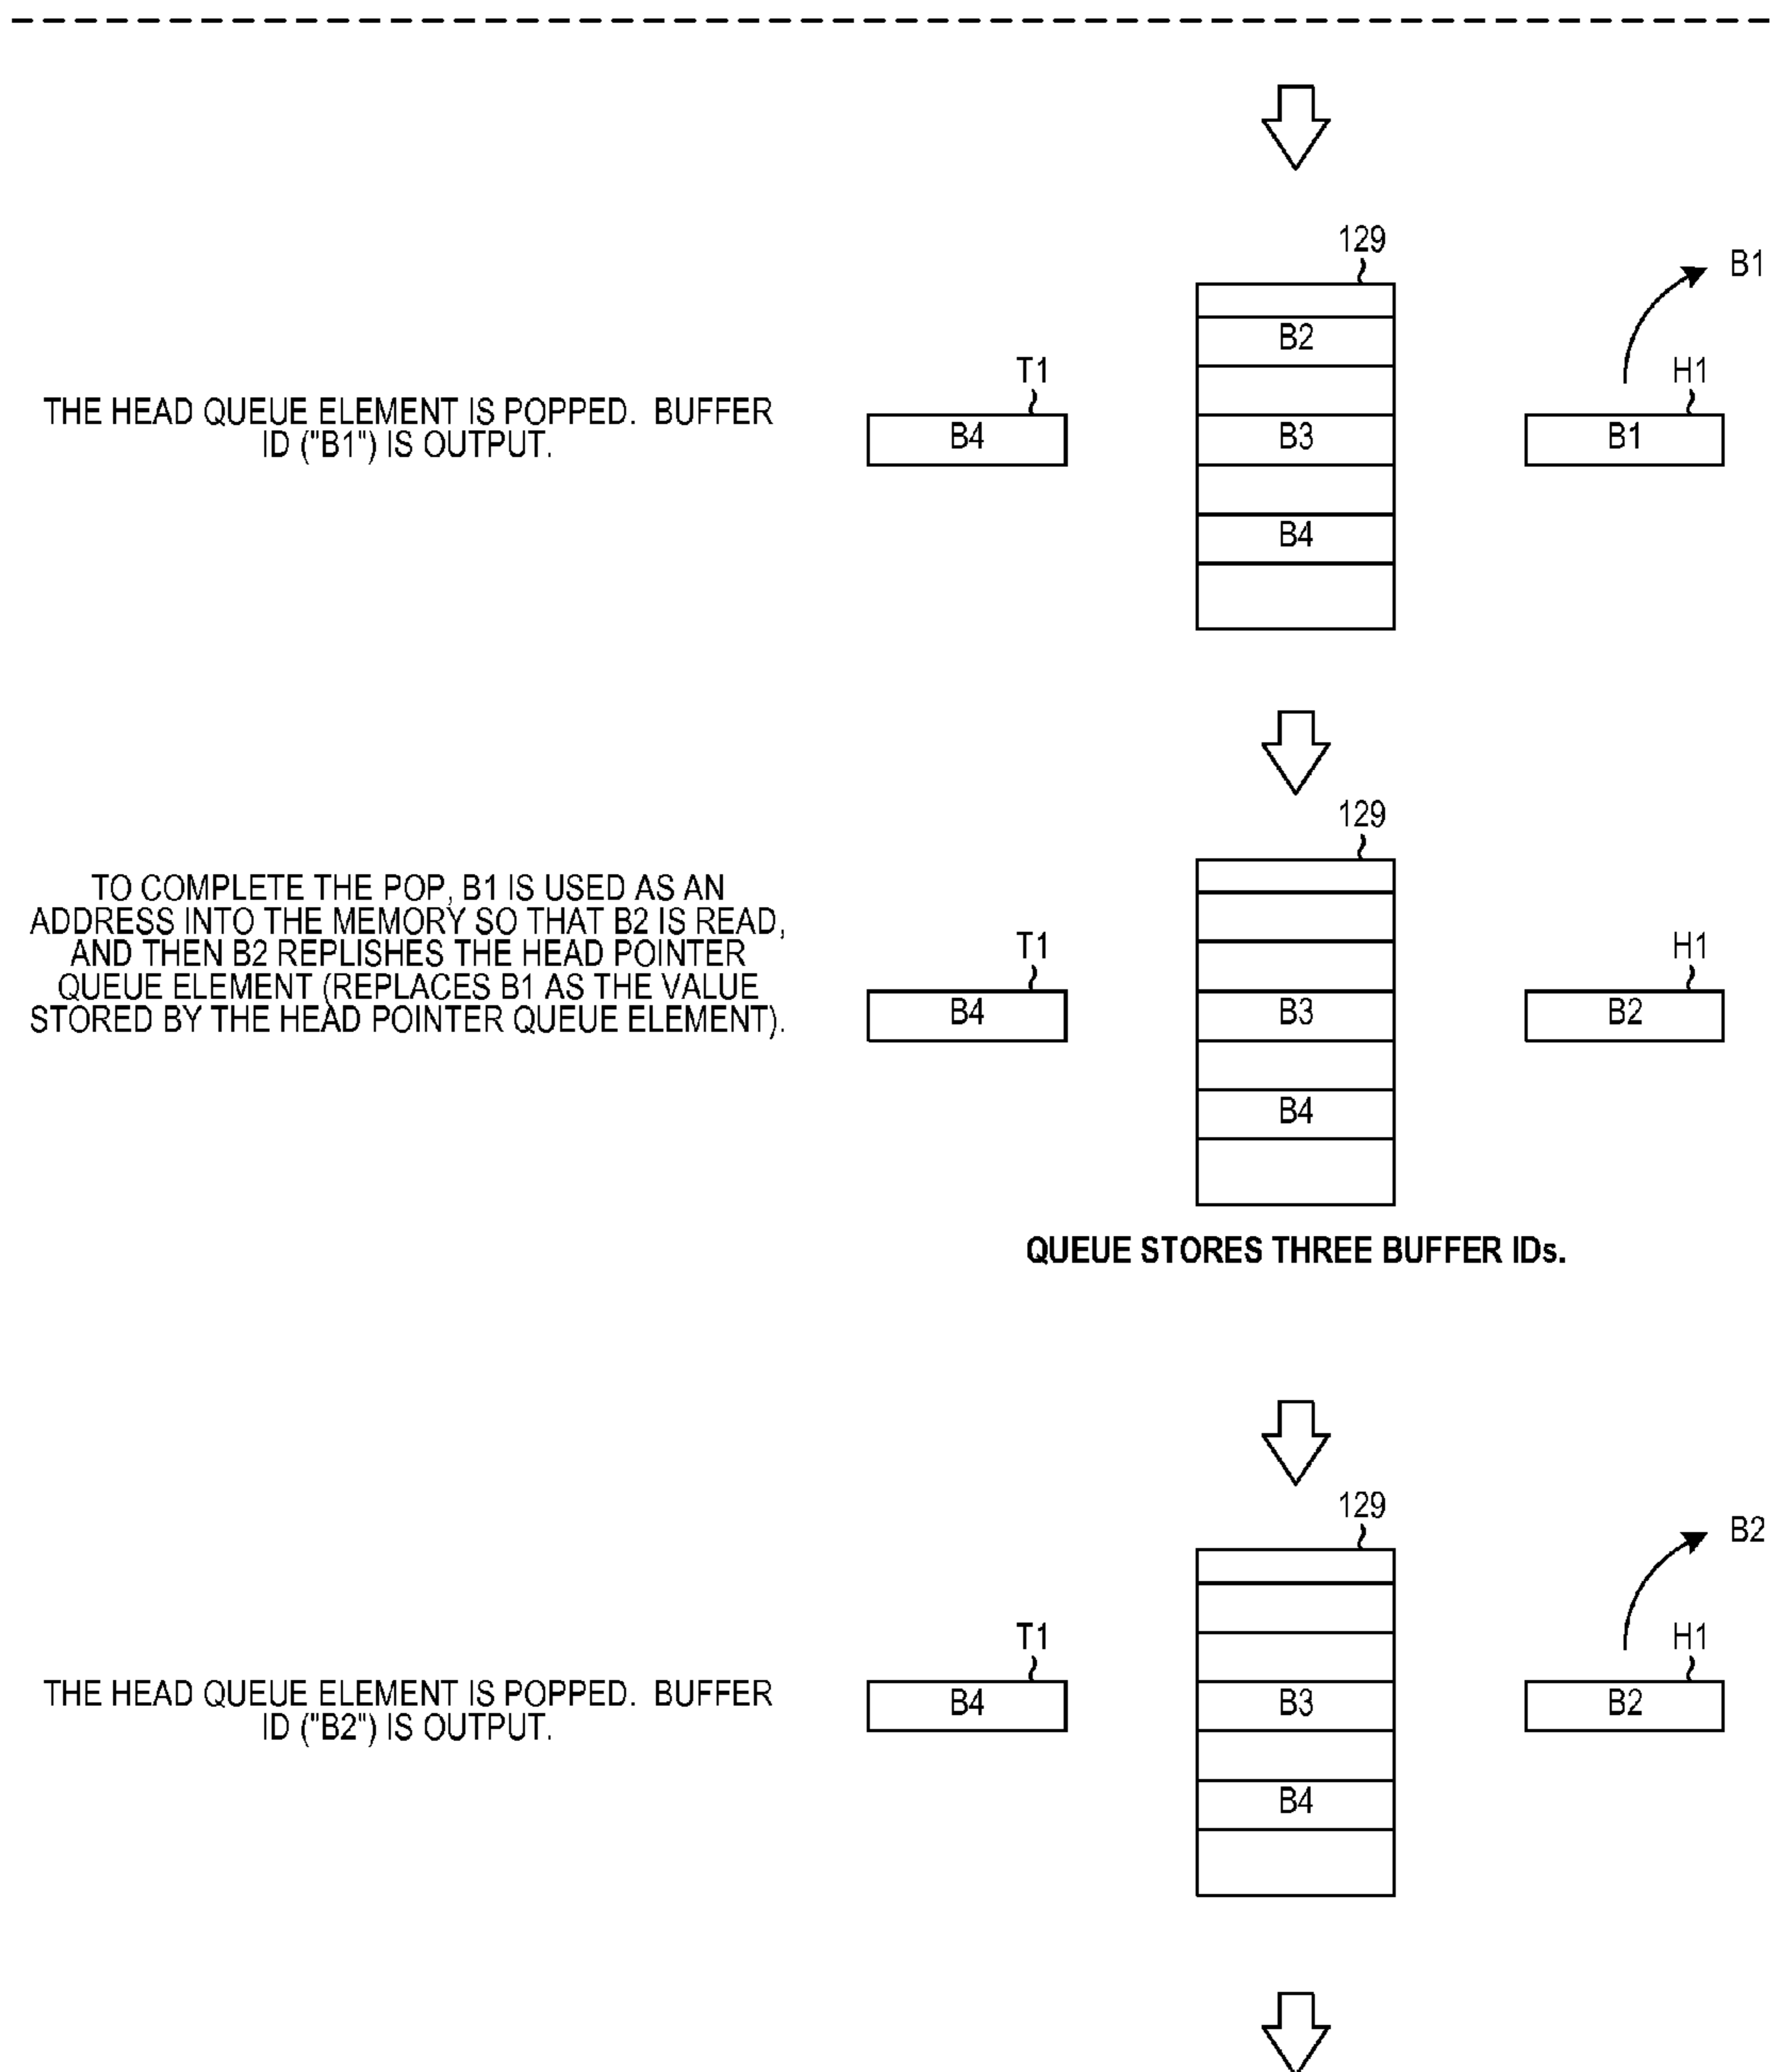 129
B1
B2
T1
H1
THE HEAD QUEUE ELEMENT IS POPPED.  BUFFER
ID ("B1") IS OUTPUT.
B4
B3
B1
B4
129
TO COMPLETE THE POP, B1 IS USED AS AN
ADDRESS INTO THE MEMORY SO THAT B2 IS READ,
AND THEN B2 REPLISHES THE HEAD POINTER
QUEUE ELEMENT (REPLACES B1 AS THE VALUE
STORED BY THE HEAD POINTER QUEUE ELEMENT).
T1
H1
B4
B3
B2
B4
QUEUE STORES THREE BUFFER IDs.
129
B2
T1
H1
THE HEAD QUEUE ELEMENT IS POPPED.  BUFFER
ID ("B2") IS OUTPUT.
B4
B3
B2
B4